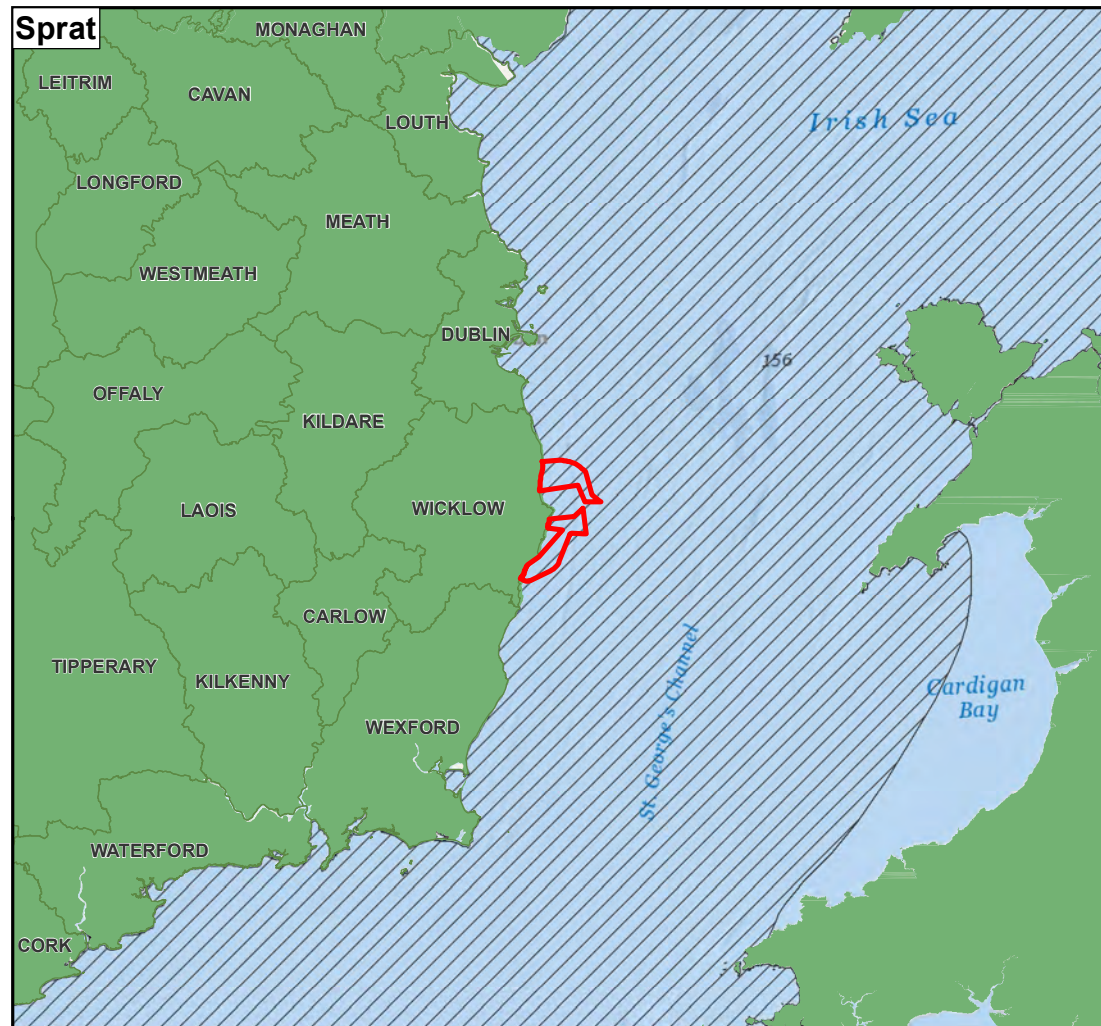 Sprat
MONAGHAN
LEITRIM
CAVAN
LOUTH
Irish Sea
LONGFORD
MEATH
WESTMEATH
DUBLIN
156
OFFALY
KILDARE
LAOIS
WICKLOW
CARLOW
TIPPERARY
KILKENNY
St. George's Channel
Cardigan
Bay
WEXFORD
WATERFORD
CORK